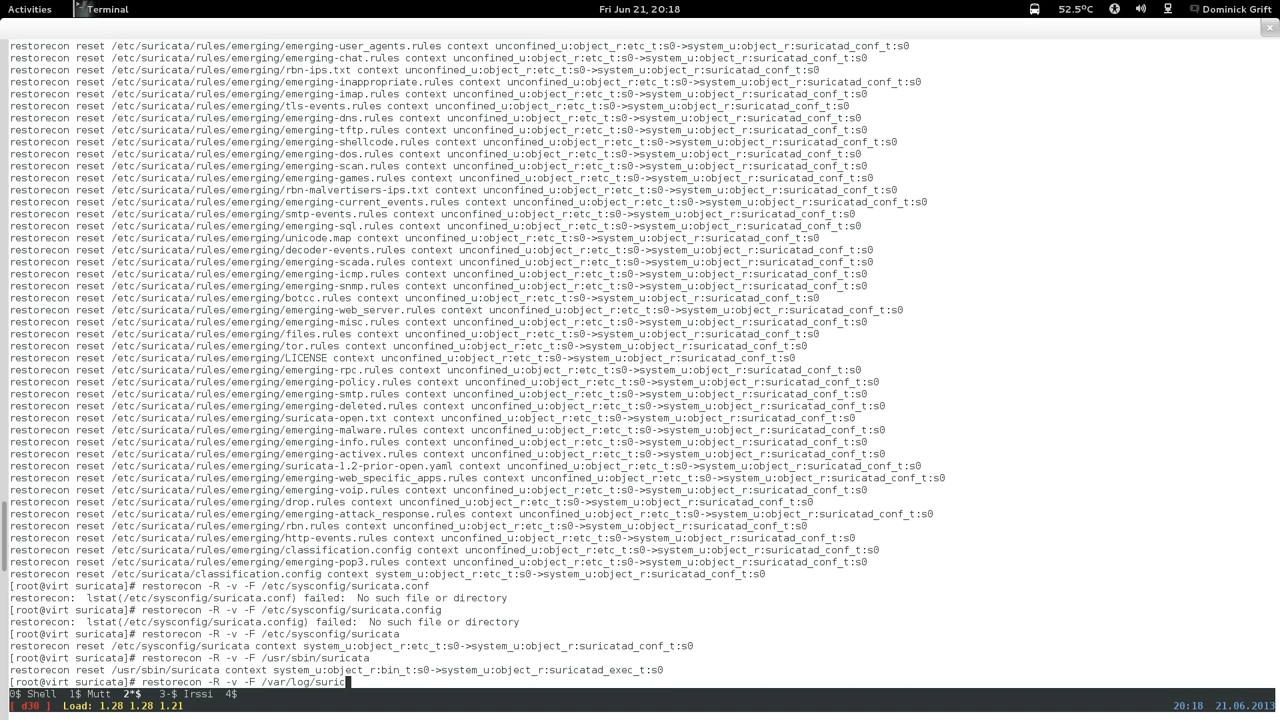 Activities Terminal Fri Jun 21, 20:18 52.5°C Dominick Grift
restorecon reset /etc/suricata/rules/emerging/emerging-user_agents.rules context unconfined_u:object_r:etc_t:s0->system_u:object_r:suricatad_conf_t:s0
restorecon reset /etc/suricata/rules/emerging/emerging-chat.rules context unconfined_u:object_r:etc_t:s0->system_u:object_r:suricatad_conf_t:s0
restorecon reset /etc/suricata/rules/emerging/rbn-ips.txt context unconfined_u:object_r:etc_t:s0->system_u:object_r:suricatad_conf_t:s0
restorecon reset /etc/suricata/rules/emerging/emerging-inappropriate.rules context unconfined_u:object_r:etc_t:s0->system_u:object_r:suricatad_conf_t:s0
restorecon reset /etc/suricata/rules/emerging/emerging-imap.rules context unconfined_u:object_r:etc_t:s0->system_u:object_r:suricatad_conf_t:s0
restorecon reset /etc/suricata/rules/emerging/tls-events.rules context unconfined_u:object_r:etc_t:s0->system_u:object_r:suricatad_conf_t:s0
restorecon reset /etc/suricata/rules/emerging/emerging-dns.rules context unconfined_u:object_r:etc_t:s0->system_u:object_r:suricatad_conf_t:s0
restorecon reset /etc/suricata/rules/emerging/emerging-tftp.rules context unconfined_u:object_r:etc_t:s0->system_u:object_r:suricatad_conf_t:s0
restorecon reset /etc/suricata/rules/emerging/emerging-shellcode.rules context unconfined_u:object_r:etc_t:s0->system_u:object_r:suricatad_conf_t:s0
restorecon reset /etc/suricata/rules/emerging/emerging-dos.rules context unconfined_u:object_r:etc_t:s0->system_u:object_r:suricatad_conf_t:s0
restorecon reset /etc/suricata/rules/emerging/emerging-scan.rules context unconfined_u:object_r:etc_t:s0->system_u:object_r:suricatad_conf_t:s0
restorecon reset /etc/suricata/rules/emerging/emerging-games.rules context unconfined_u:object_r:etc_t:s0->system_u:object_r:suricatad_conf_t:s0
restorecon reset /etc/suricata/rules/emerging/rbn-malvertisers-ips.txt context unconfined_u:object_r:etc_t:s0->system_u:object_r:suricatad_conf_t:s0
restorecon reset /etc/suricata/rules/emerging/emerging-current_events.rules context unconfined_u:object_r:etc_t:s0->system_u:object_r:suricatad_conf_t:s0
restorecon reset /etc/suricata/rules/emerging/smtp-events.rules context unconfined_u:object_r:etc_t:s0->system_u:object_r:suricatad_conf_t:s0
restorecon reset /etc/suricata/rules/emerging/emerging-sql.rules context unconfined_u:object_r:etc_t:s0->system_u:object_r:suricatad_conf_t:s0
restorecon reset /etc/suricata/rules/emerging/unicode.map context unconfined_u:object_r:etc_t:s0->system_u:object_r:suricatad_conf_t:s0
restorecon reset /etc/suricata/rules/emerging/decoder-events.rules context unconfined_u:object_r:etc_t:s0->system_u:object_r:suricatad_conf_t:s0
restorecon reset /etc/suricata/rules/emerging/emerging-scada.rules context unconfined_u:object_r:etc_t:s0->system_u:object_r:suricatad_conf_t:s0
restorecon reset /etc/suricata/rules/emerging/emerging-icmp.rules context unconfined_u:object_r:etc_t:s0->system_u:object_r:suricatad_conf_t:s0
restorecon reset /etc/suricata/rules/emerging/emerging-snmp.rules context unconfined_u:object_r:etc_t:s0->system_u:object_r:suricatad_conf_t:s0
restorecon reset /etc/suricata/rules/emerging/botcc.rules context unconfined_u:object_r:etc_t:s0->system_u:object_r:suricatad_conf_t:s0
restorecon reset /etc/suricata/rules/emerging/emerging-web_server.rules context unconfined_u:object_r:etc_t:s0->system_u:object_r:suricatad_conf_t:s0
restorecon reset /etc/suricata/rules/emerging/emerging-misc.rules context unconfined_u:object_r:etc_t:s0->system_u:object_r:suricatad_conf_t:s0
restorecon reset /etc/suricata/rules/emerging/files.rules context unconfined_u:object_r:etc_t:s0->system_u:object_r:suricatad_conf_t:s0
restorecon reset /etc/suricata/rules/emerging/tor.rules context unconfined_u:object_r:etc_t:s0->system_u:object_r:suricatad_conf_t:s0
restorecon reset /etc/suricata/rules/emerging/LICENSE context unconfined_u:object_r:etc_t:s0->system_u:object_r:suricatad_conf_t:s0
restorecon reset /etc/suricata/rules/emerging/emerging-rpc.rules context unconfined_u:object_r:etc_t:s0->system_u:object_r:suricatad_conf_t:s0
restorecon reset /etc/suricata/rules/emerging/emerging-policy.rules context unconfined_u:object_r:etc_t:s0->system_u:object_r:suricatad_conf_t:s0
restorecon reset /etc/suricata/rules/emerging/emerging-smtp.rules context unconfined_u:object_r:etc_t:s0->system_u:object_r:suricatad_conf_t:s0
restorecon reset /etc/suricata/rules/emerging/emerging-deleted.rules context unconfined_u:object_r:etc_t:s0->system_u:object_r:suricatad_conf_t:s0
restorecon reset /etc/suricata/rules/emerging/suricata-open.txt context unconfined_u:object_r:etc_t:s0->system_u:object_r:suricatad_conf_t:s0
restorecon reset /etc/suricata/rules/emerging/emerging-malware.rules context unconfined_u:object_r:etc_t:s0->system_u:object_r:suricatad_conf_t:s0
restorecon reset /etc/suricata/rules/emerging/emerging-info.rules context unconfined_u:object_r:etc_t:s0->system_u:object_r:suricatad_conf_t:s0
restorecon reset /etc/suricata/rules/emerging/emerging-activex.rules context unconfined_u:object_r:etc_t:s0->system_u:object_r:suricatad_conf_t:s0
restorecon reset /etc/suricata/rules/emerging/suricata-1.2-prior-open.yaml context unconfined_u:object_r:etc_t:s0->system_u:object_r:suricatad_conf_t:s0
restorecon reset /etc/suricata/rules/emerging/emerging-web_specific_apps.rules context unconfined_u:object_r:etc_t:s0->system_u:object_r:suricatad_conf_t:s0
restorecon reset /etc/suricata/rules/emerging/emerging-voip.rules context unconfined_u:object_r:etc_t:s0->system_u:object_r:suricatad_conf_t:s0
restorecon reset /etc/suricata/rules/emerging/drop.rules context unconfined_u:object_r:etc_t:s0->system_u:object_r:suricatad_conf_t:s0
restorecon reset /etc/suricata/rules/emerging/emerging-attack_response.rules context unconfined_u:object_r:etc_t:s0->system_u:object_r:suricatad_conf_t:s0
restorecon reset /etc/suricata/rules/emerging/rbn.rules context unconfined_u:object_r:etc_t:s0->system_u:object_r:suricatad_conf_t:s0
restorecon reset /etc/suricata/rules/emerging/http-events.rules context unconfined_u:object_r:etc_t:s0->system_u:object_r:suricatad_conf_t:s0
restorecon reset /etc/suricata/rules/emerging/classification.config context unconfined_u:object_r:etc_t:s0->system_u:object_r:suricatad_conf_t:s0
restorecon reset /etc/suricata/rules/emerging/emerging-pop3.rules context unconfined_u:object_r:etc_t:s0->system_u:object_r:suricatad_conf_t:s0
restorecon reset /etc/suricata/classification.config context system_u:object_r:etc_t:s0->system_u:object_r:suricatad_conf_t:s0
[root@virt suricata]# restorecon -R -v -F /etc/sysconfig/suricata.conf
restorecon:  lstat(/etc/sysconfig/suricata.conf) failed:  No such file or directory
[root@virt suricata]# restorecon -R -v -F /etc/sysconfig/suricata.config
restorecon:  lstat(/etc/sysconfig/suricata.config) failed:  No such file or directory
[root@virt suricata]# restorecon -R -v -F /etc/sysconfig/suricata
restorecon reset /etc/sysconfig/suricata context system_u:object_r:etc_t:s0->system_u:object_r:suricatad_conf_t:s0
[root@virt suricata]# restorecon -R -v -F /usr/sbin/suricata
restorecon reset /usr/sbin/suricata context system_u:object_r:bin_t:s0->system_u:object_r:suricatad_exec_t:s0
[root@virt suricata]# restorecon -R -v -F /var/log/suric
0$ Shell  1$ Mutt  2*$  3-$ Irssi  4$
[ d30 ]  Load: 1.28 1.28 1.21 20:18 21.06.2013